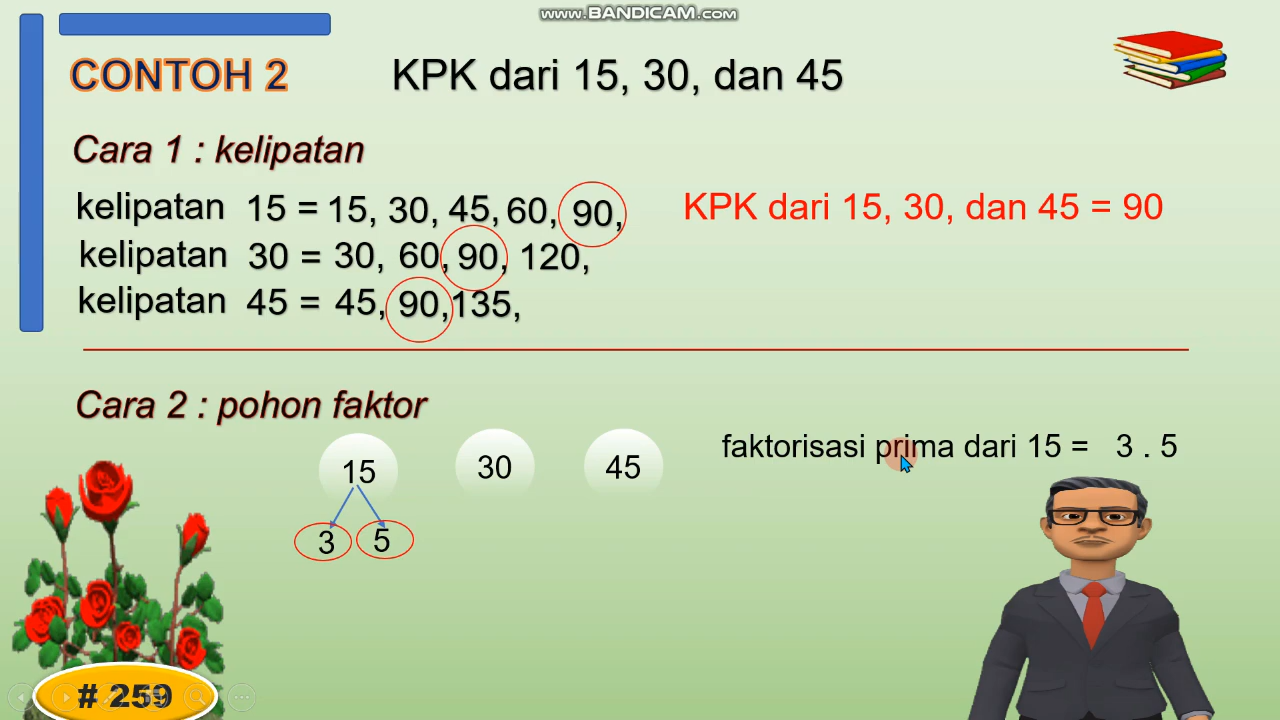 www.BANDICAM.com
CONTOH 2
KPK dari 15, 30, dan 45
Cara 1 : kelipatan
kelipatan 15 = 15, 30, 45, 60, 90,
KPK dari 15, 30, dan 45 = 90
kelipatan 30 = 30, 60, 90, 120,
kelipatan 45 = 45, 90, 135,
Cara 2 : pohon faktor
15 30 45
faktorisasi prima dari 15 = 3 . 5
3 5
# 259